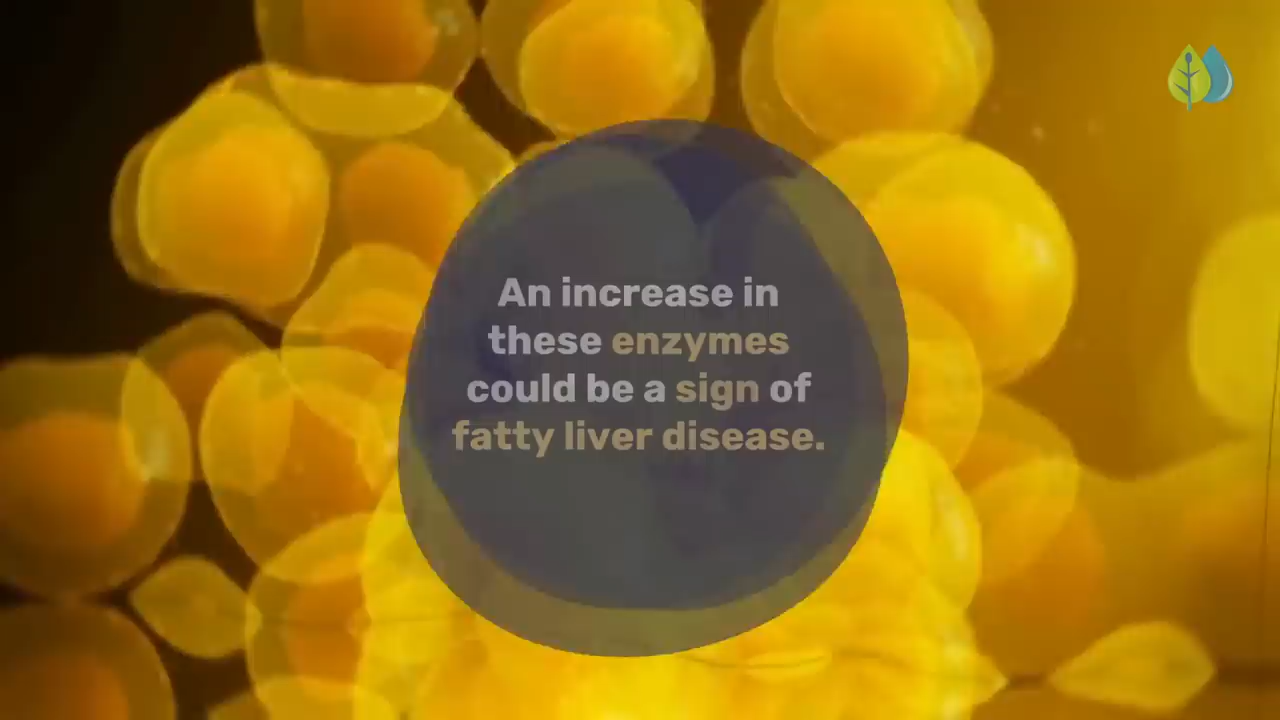 An increase in
these enzymes
could be a sign of
fatty liver disease.